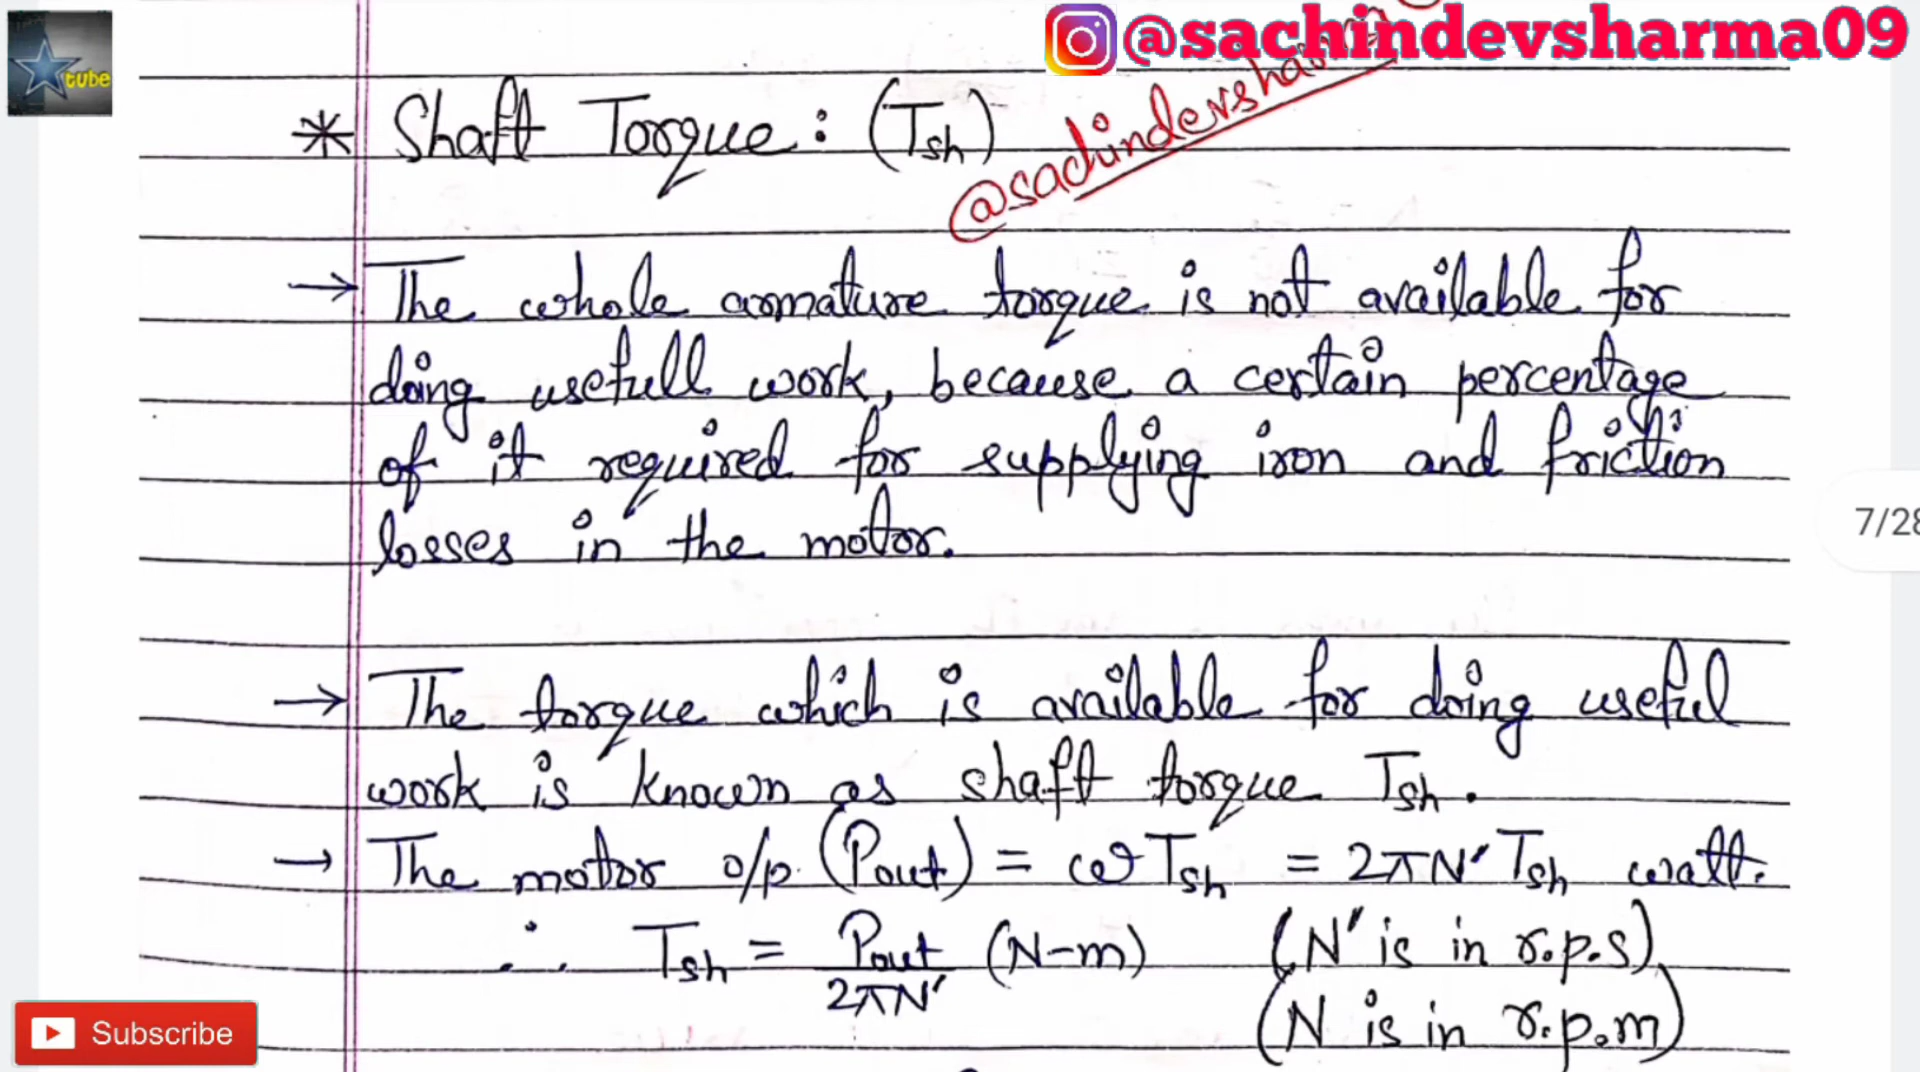 tube
@sachindevsharma09
* Shaft Torque : (Tsh)
@sachindevsharma
→ The whole armature torque is not available for
doing usefull work, because a certain percentage
of it required for supplying iron and friction
losses in the motor.
→ The torque which is available for doing useful
work is known as shaft torque Tsh.
→ The motor o/p. (Pout) = ω Tsh = 2πN' Tsh watt.
∴ Tsh = Pout/2πN' (N-m) (N' is in r.p.s)
(N is in r.p.m)
7/28
Subscribe